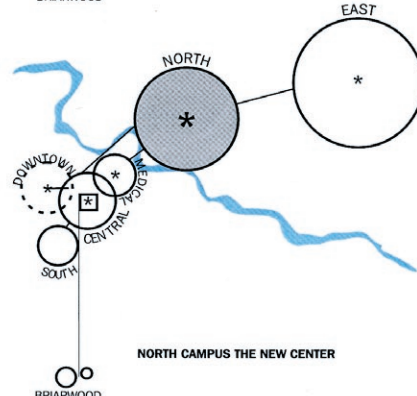 EAST
NORTH
DOWNTOWN
MEDICAL
CENTRAL
SOUTH
NORTH CAMPUS THE NEW CENTER
BRIARWOOD